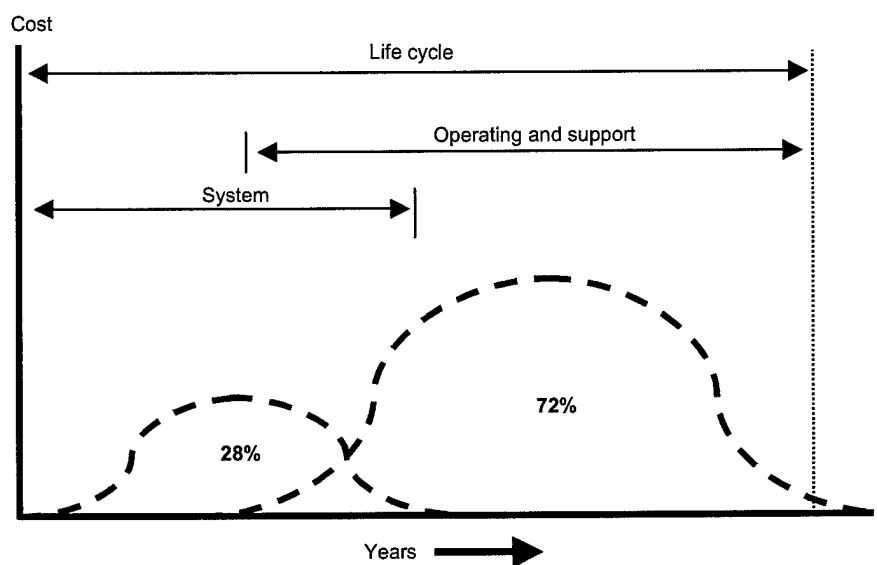 Cost
Life cycle
Operating and support
System
72%
28%
Years